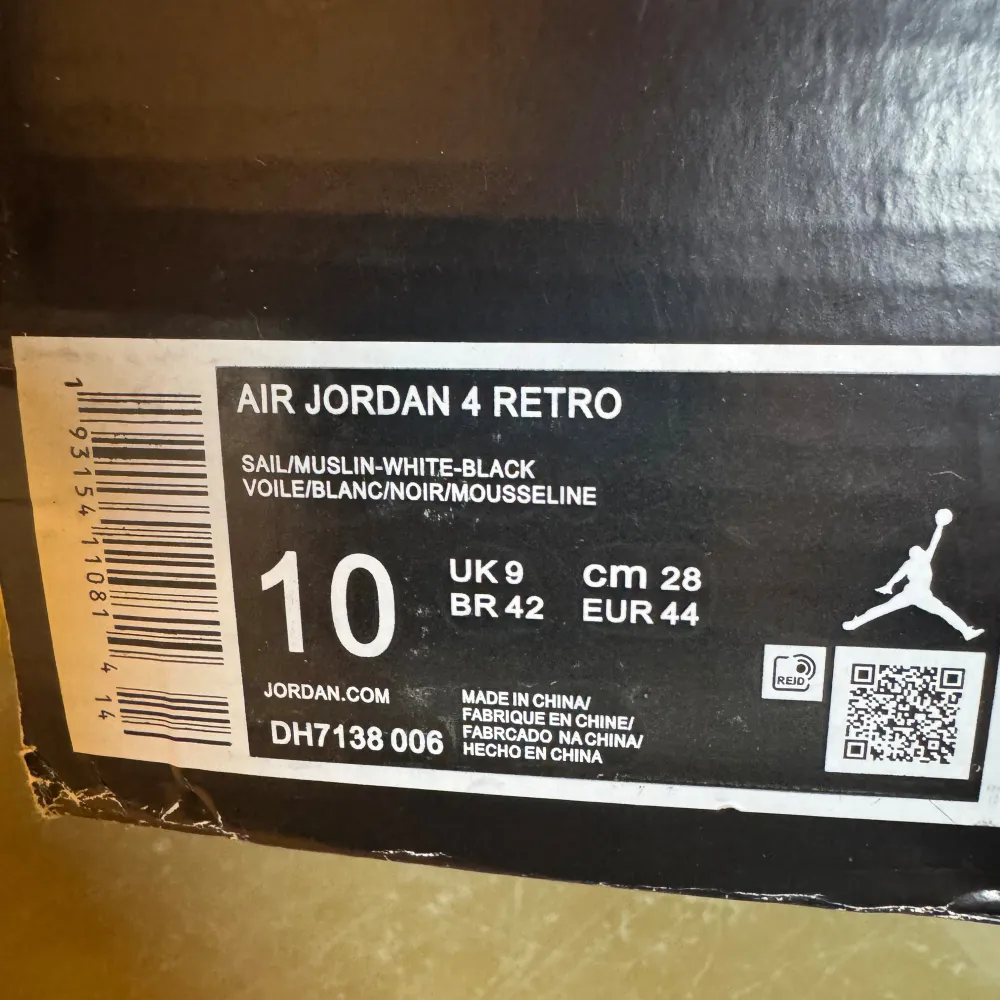 AIR JORDAN 4 RETRO
SAIL/MUSLIN-WHITE-BLACK
VOILE/BLANC/NOIR/MOUSSELINE
10
UK 9
cm 28
BR 42
EUR 44
REID
JORDAN.COM
DH7138 006
MADE IN CHINA/
FABRIQUE EN CHINE/
FABRCADO NA CHINA/
HECHO EN CHINA
1 93154 11081 4 14